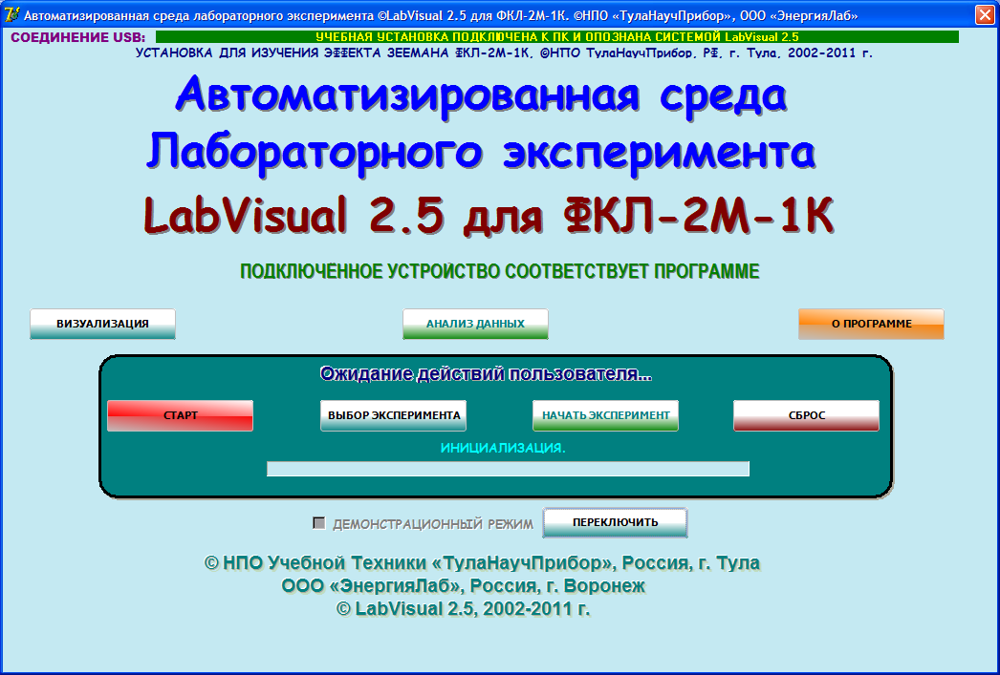 Автоматизированная среда лабораторного эксперимента ©LabVisual 2.5 для ФКЛ-2М-1К. ©НПО «ТулаНаучПрибор», ООО «ЭнергияЛаб»
СОЕДИНЕНИЕ USB: УЧЕБНАЯ УСТАНОВКА ПОДКЛЮЧЕНА К ПК И ОПОЗНАНА СИСТЕМОЙ LabVisual 2.5
УСТАНОВКА ДЛЯ ИЗУЧЕНИЯ ЭФФЕКТА ЗЕЕМАНА ФКЛ-2М-1К, ©НПО ТулаНаучПрибор, РФ, г. Тула, 2002-2011 г.
Автоматизированная среда
Лабораторного эксперимента
LabVisual 2.5 для ФКЛ-2М-1К
ПОДКЛЮЧЁННОЕ УСТРОЙСТВО СООТВЕТСТВУЕТ ПРОГРАММЕ
ВИЗУАЛИЗАЦИЯ АНАЛИЗ ДАННЫХ О ПРОГРАММЕ
Ожидание действий пользователя...
СТАРТ ВЫБОР ЭКСПЕРИМЕНТА НАЧАТЬ ЭКСПЕРИМЕНТ СБРОС
ИНИЦИАЛИЗАЦИЯ.
ДЕМОНСТРАЦИОННЫЙ РЕЖИМ ПЕРЕКЛЮЧИТЬ
© НПО Учебной Техники «ТулаНаучПрибор», Россия, г. Тула
ООО «ЭнергияЛаб», Россия, г. Воронеж
© LabVisual 2.5, 2002-2011 г.